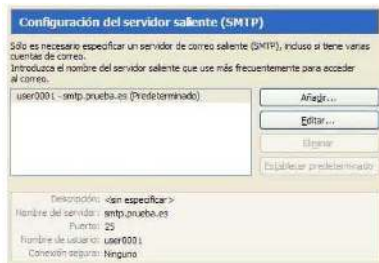 Configuración del servidor saliente (SMTP)
Sólo es necesario especificar un servidor de correo saliente (SMTP), incluso si tiene varias
cuentas de correo.
Introduzca el nombre del servidor saliente que use más frecuentemente para acceder
al correo.
user0001 - smtp.prueba.es (Predeterminado)
Añadir...
Editar...
Eliminar
Establecer predeterminado
Descripción: <sin especificar>
Nombre del servidor: smtp.prueba.es
Puerto: 25
Nombre de usuario: user0001
Conexión segura: Ninguno